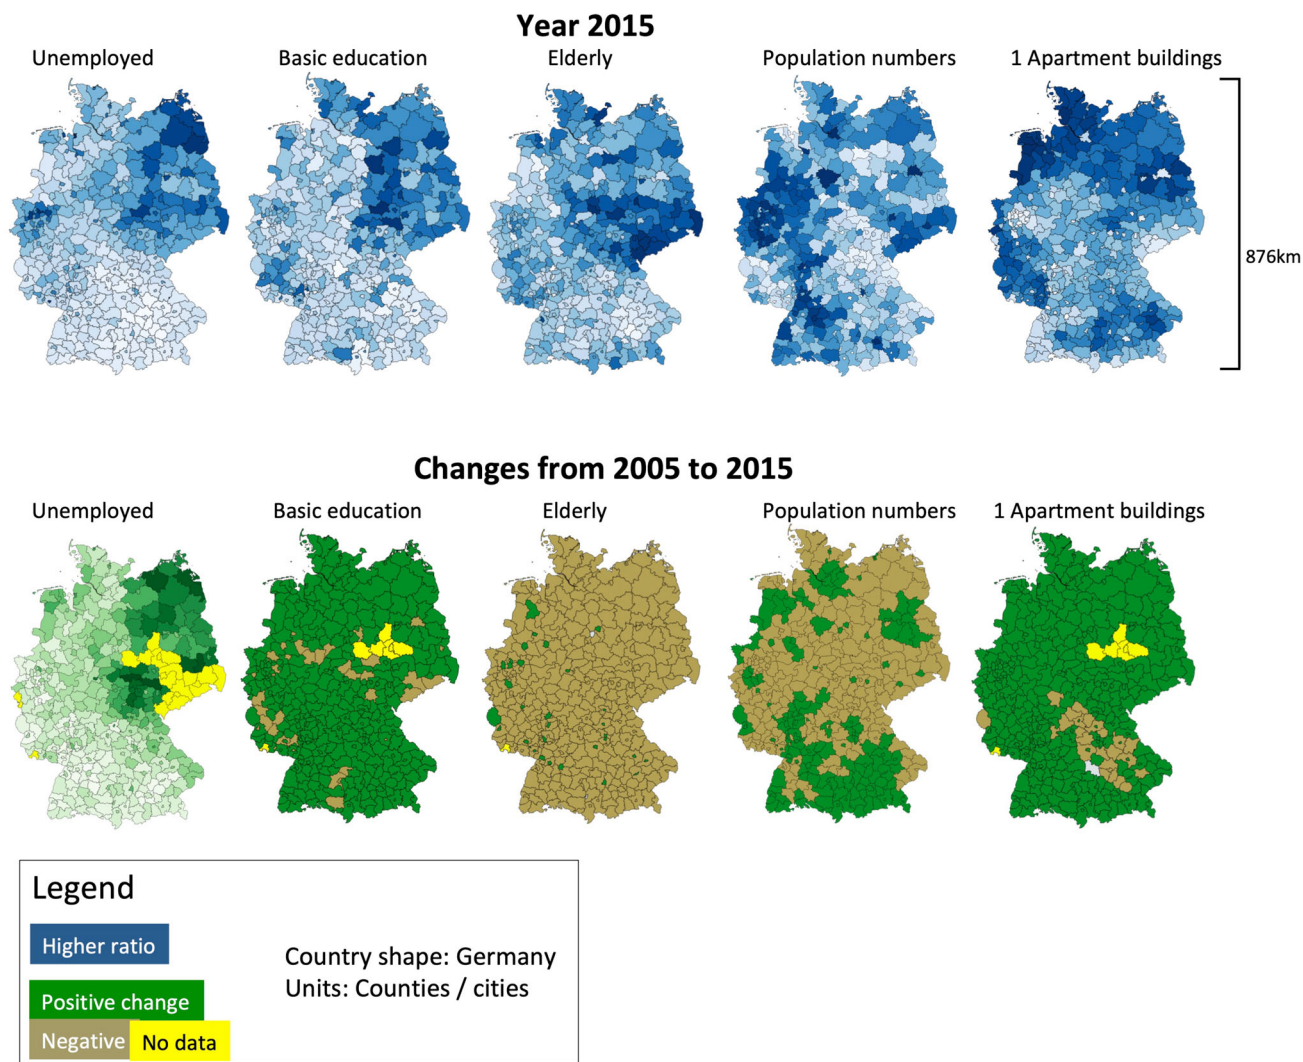 Year 2015
Unemployed
Basic education
Elderly
Population numbers
1 Apartment buildings
876km
Changes from 2005 to 2015
Unemployed
Basic education
Elderly
Population numbers
1 Apartment buildings
Legend
Higher ratio
Positive change
Negative
No data
Country shape: Germany
Units: Counties / cities